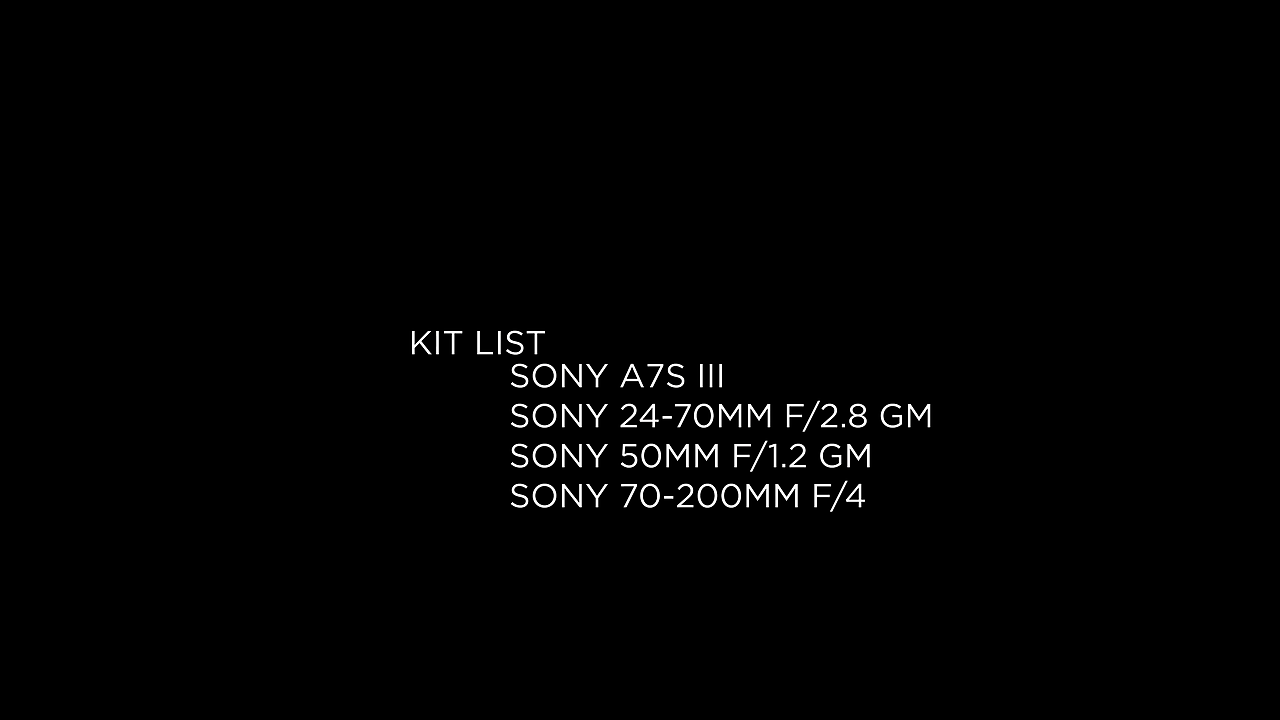 KIT LIST
SONY A7S III
SONY 24-70MM F/2.8 GM
SONY 50MM F/1.2 GM
SONY 70-200MM F/4